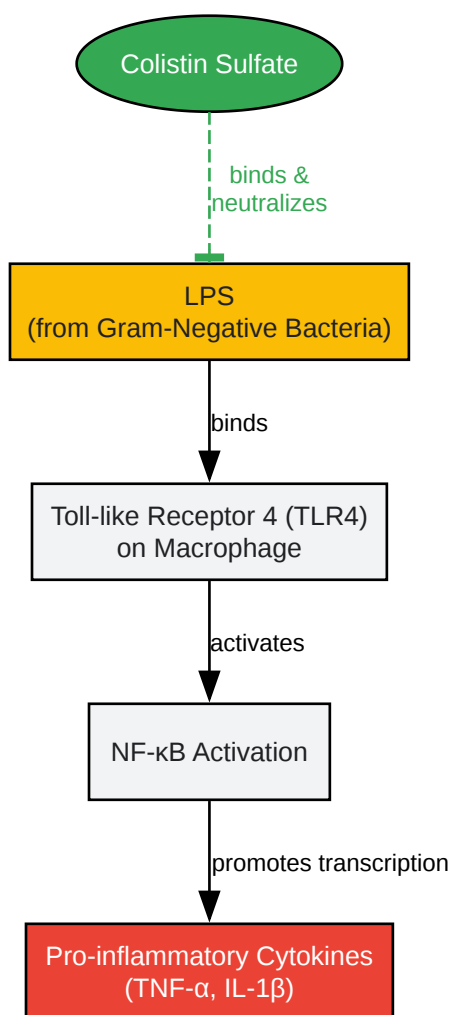 Colistin Sulfate
binds &
neutralizes
LPS
(from Gram-Negative Bacteria)
binds
Toll-like Receptor 4 (TLR4)
on Macrophage
activates
NF-κB Activation
promotes transcription
Pro-inflammatory Cytokines
(TNF-α, IL-1β)